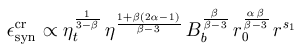 $\epsilon_{\rm syn}^{\rm cr} \propto \eta_t^{\frac{1}{3-\beta}} \, \eta^{\frac{1+\beta(2\alpha-1)}{\beta-3}} \, B_b^{\frac{\beta}{\beta-3}} \, r_0^{\frac{\alpha\,\beta}{\beta-3}} \, r^{s_1}$